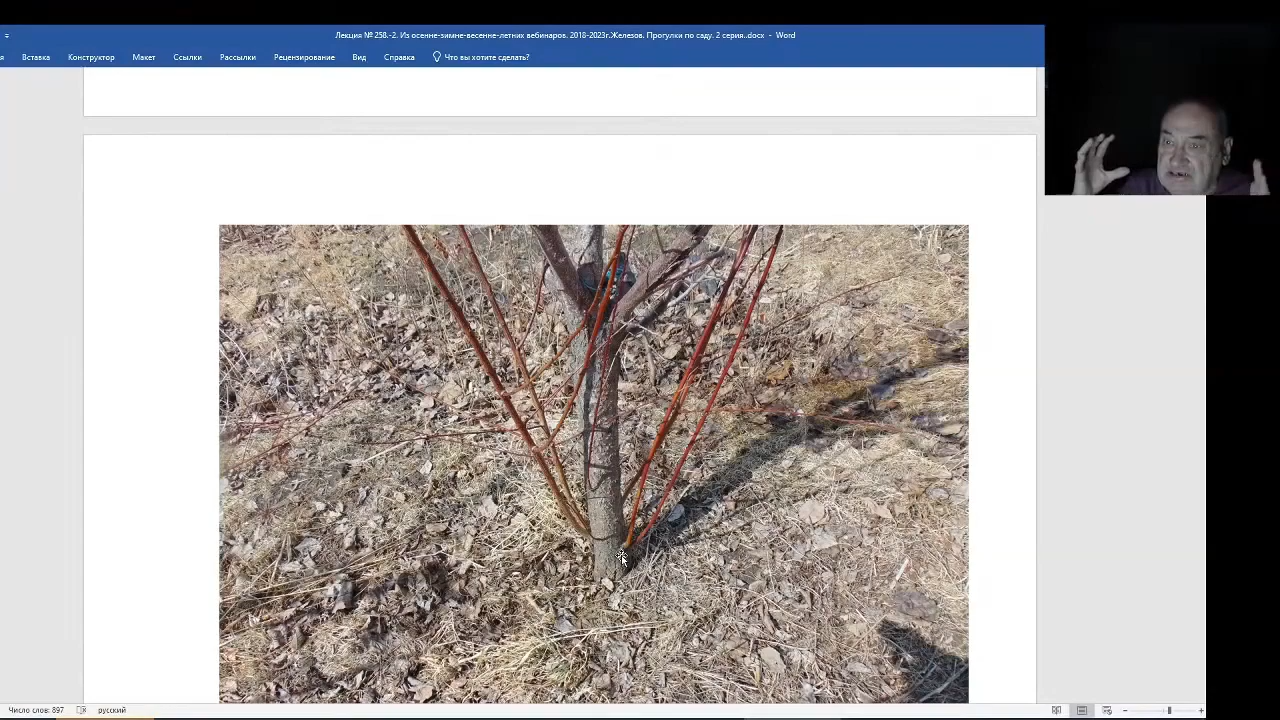 Лекция № 258.-2. Из осенне-зимне-весенне-летних вебинаров. 2018-2023г.Железов. Прогулки по саду. 2 серия..docx - Word
я Вставка Конструктор Макет Ссылки Рассылки Рецензирование Вид Справка Что вы хотите сделать?
Число слов: 897 русский